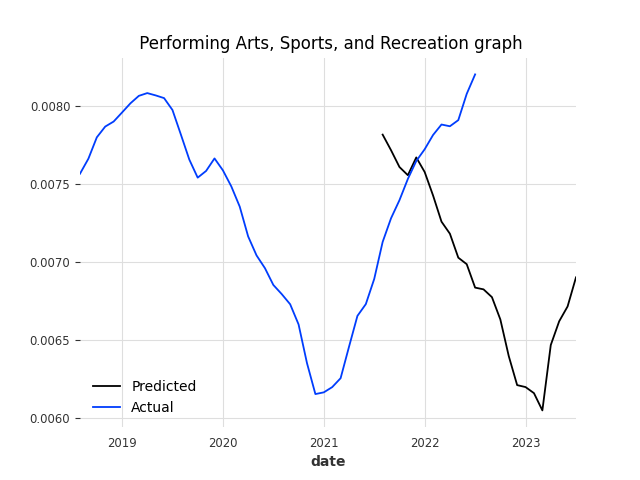 Performing Arts, Sports, and Recreation graph
0.0080
0.0075
0.0070
0.0065
0.0060
Predicted
Actual
2019 2020 2021 2022 2023
date